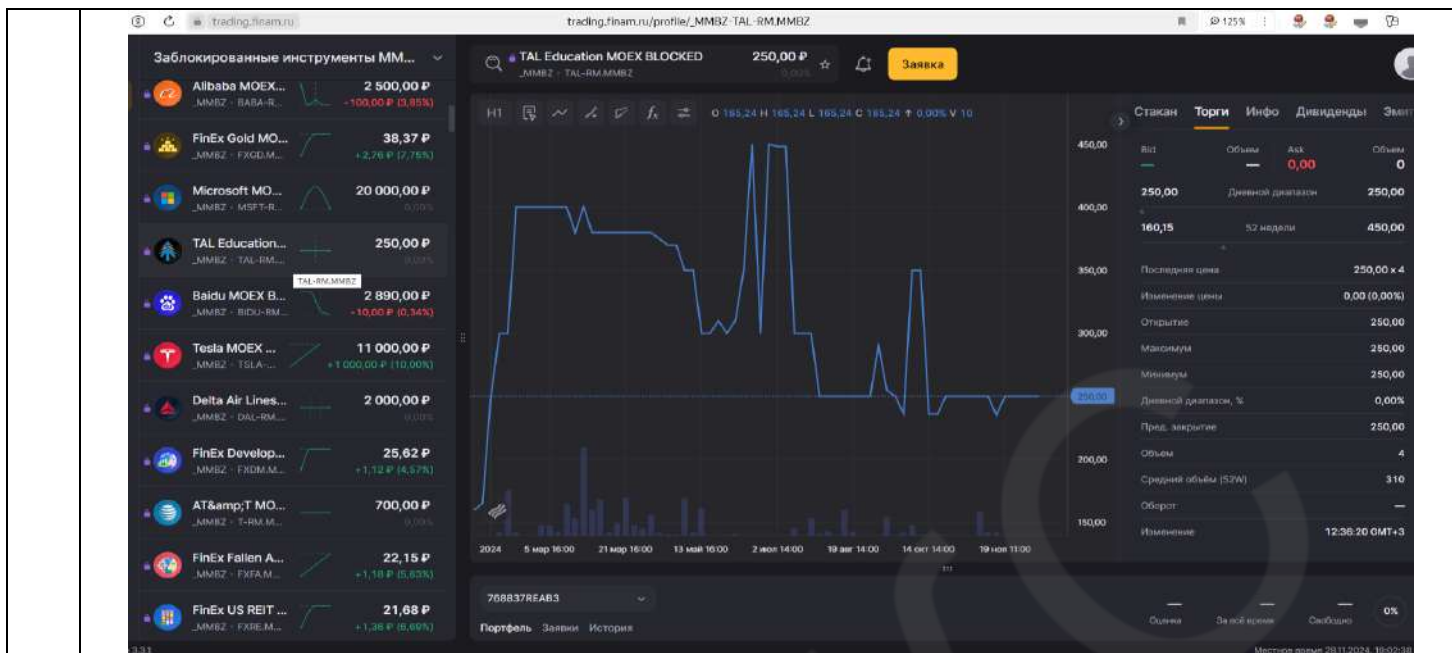 trading.finam.ru
trading.finam.ru/profile/_MMBZ-TAL-RM.MMBZ
125%
Заблокированные инструменты MM...
Alibaba MOEX...
2 500,00 ₽
_MMBZ - BABA-R...
-100,00 ₽ (3,85%)
FinEx Gold MO...
38,37 ₽
_MMBZ - FXGD.M...
+2,76 ₽ (7,75%)
Microsoft MO...
20 000,00 ₽
_MMBZ - MSFT-R...
0,00%
TAL Education...
250,00 ₽
_MMBZ - TAL-RM....
0,00%
TAL-RM.MMBZ
Baidu MOEX B...
2 890,00 ₽
_MMBZ - BIDU-RM...
-10,00 ₽ (0,34%)
Tesla MOEX ...
11 000,00 ₽
_MMBZ - TSLA-...
+1 000,00 ₽ (10,00%)
Delta Air Lines...
2 000,00 ₽
_MMBZ - DAL-RM....
0,00%
FinEx Develop...
25,62 ₽
_MMBZ - FXDM.M...
+1,12 ₽ (4,57%)
AT&amp;T MO...
700,00 ₽
_MMBZ - T-RM.M...
0,00%
FinEx Fallen A...
22,15 ₽
_MMBZ - FXFA.M...
+1,18 ₽ (5,63%)
FinEx US REIT ...
21,68 ₽
_MMBZ - FXRE.M...
+1,36 ₽ (6,69%)
3.3.1
TAL Education MOEX BLOCKED
250,00 ₽
_MMBZ - TAL-RM.MMBZ
0,00%
Заявка
H1
O 165,24 H 165,24 L 165,24 C 165,24 ↑ 0,00% V 10
450,00
400,00
350,00
300,00
250,00
200,00
150,00
2024
5 мар 16:00
21 мар 16:00
13 май 16:00
2 июл 14:00
19 авг 14:00
14 окт 14:00
19 ноя 11:00
Стакан
Торги
Инфо
Дивиденды
Эмит
Bid
Объем
Ask
Объем
—
—
0,00
0
250,00
Дневной диапазон
250,00
160,15
52 недели
450,00
Последняя цена
250,00 x 4
Изменение цены
0,00 (0,00%)
Открытие
250,00
Максимум
250,00
Минимум
250,00
Дневной диапазон, %
0,00%
Пред. закрытие
250,00
Объем
4
Средний объём (52W)
310
Оборот
—
Изменение
12:36:20 GMT+3
768837REAB3
Портфель
Заявки
История
—
—
—
0%
Оценка
За всё время
Свободно
Местное время 28.11.2024, 19:02:38